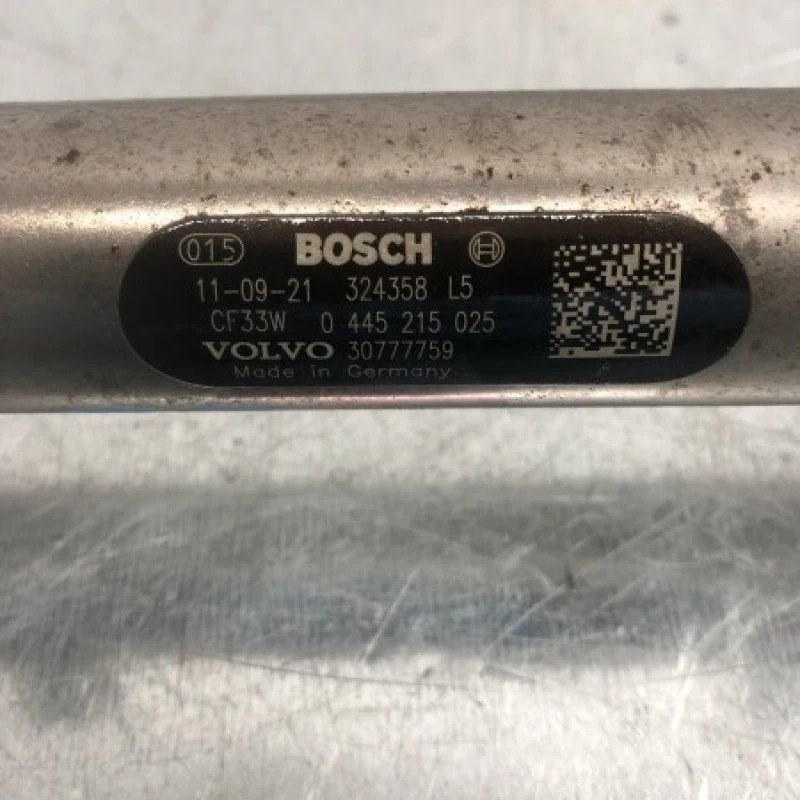 015 BOSCH
11-09-21 324358 L5
CF33W 0 445 215 025
VOLVO 30777759
Made in Germany